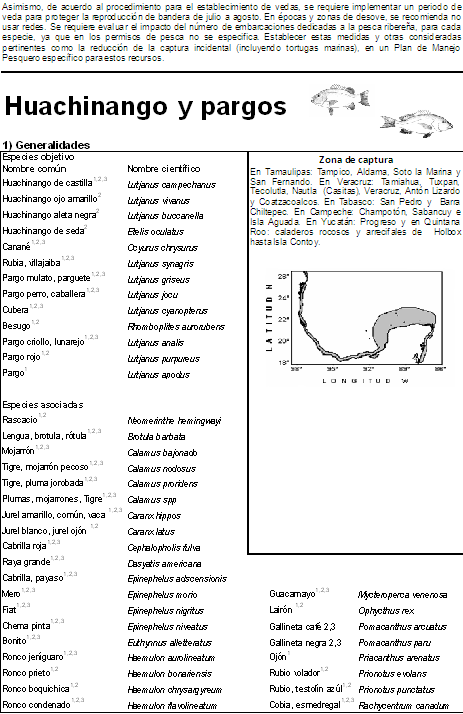 Asimismo, de acuerdo al procedimiento para el establecimiento de vedas, se requiere implementar un periodo de
veda para proteger la reproducción de bandera de julio a agosto. En épocas y zonas de desove, se recomienda no
usar redes. Se requiere evaluar el impacto del número de embarcaciones dedicadas a la pesca ribereña, para cada
especie, ya que en los permisos de pesca no se especifica. Establecer estas medidas y otras consideradas
pertinentes como la reducción de la captura incidental (incluyendo tortugas marinas), en un Plan de Manejo
Pesquero específico para estos recursos.
Huachinango y pargos
1) Generalidades
Especies objetivo
Nombre común Nombre científico
Huachinango de castilla 1,2,3 Lutjanus campechanus
Huachinango ojo amarillo 2 Lutjanus vivanus
Huachinango aleta negra 2 Lutjanus buccanella
Huachinango de seda 2 Etelis oculatus
Canané 1,2,3 Ocyurus chrysurus
Rubia, villajaiba 1,2,3 Lutjanus synagris
Pargo mulato, parguete 1,2,3 Lutjanus griseus
Pargo perro, caballera 1,2,3 Lutjanus jocu
Cubera 1,2,3 Lutjanus cyanopterus
Besugo 1,2 Rhomboplites aurorubens
Pargo criollo, lunarejo 1,2,3 Lutjanus analis
Pargo rojo 1,2 Lutjanus purpureus
Pargo 1 Lutjanus apodus
Especies asociadas
Rascacio 1,2 Neomerinthe hemingwayi
Lengua, brotula, rótula 1,2,3 Brotula barbata
Mojarrón 1,2,3 Calamus bajonado
Tigre, mojarrón pecoso 1,2,3 Calamus nodosus
Tigre, pluma jorobada 1,2,3 Calamus proridens
Plumas, mojarrones, Tigre 1,2,3 Calamus spp
Jurel amarillo, común, vaca 1,2,3 Caranx hippos
Jurel blanco, jurel ojón 1,2 Caranx latus
Cabrilla roja 1,2,3 Cephalopholis fulva
Raya grande 1,2,3 Dasyatis americana
Cabrilla, payaso 1,2,3 Epinephelus adscensionis
Mero 1,2,3 Epinephelus morio
Fiat 1,2,3 Epinephelus nigritus
Cherna pinta 1,2,3 Epinephelus niveatus
Bonito 1,2,3 Euthynnus alletteratus
Ronco jeníguaro 1,2,3 Haemulon aurolineatum
Ronco prieto 1,2 Haemulon bonariensis
Ronco boquichica 1,2 Haemulon chrysargyreum
Ronco condenado 1,2,3 Haemulon flavolineatum
Zona de captura
En Tamaulipas: Tampico, Aldama, Soto la Marina y
San Fernando. En Veracruz: Tamiahua, Tuxpan,
Tecolutla, Nautla (Casitas), Veracruz, Antón Lizardo
y Coatzacoalcos. En Tabasco: San Pedro y Barra
Chiltepec. En Campeche: Champotón, Sabancuy e
Isla Aguada. En Yucatán: Progreso y en Quintana
Roo: caladeros rocosos y arrecifales de Holbox
hasta Isla Contoy.
28°
26°
LATITUD N
22°
20°
18°
LONGITUD W
Guacamayo 1,2,3 Mycteroperca venenosa
Lairón 1,2 Ophycthus rex
Gallineta café 2,3 Pomacanthus arcuatus
Gallineta negra 2,3 Pomacanthus paru
Ojón 1 Priacanthus arenatus
Rubio volador 1,2 Prionotus evolans
Rubio, testolín azúl 1,2 Prionotus punctatus
Cobia, esmedregal 1,2,3 Rachycentron canadum